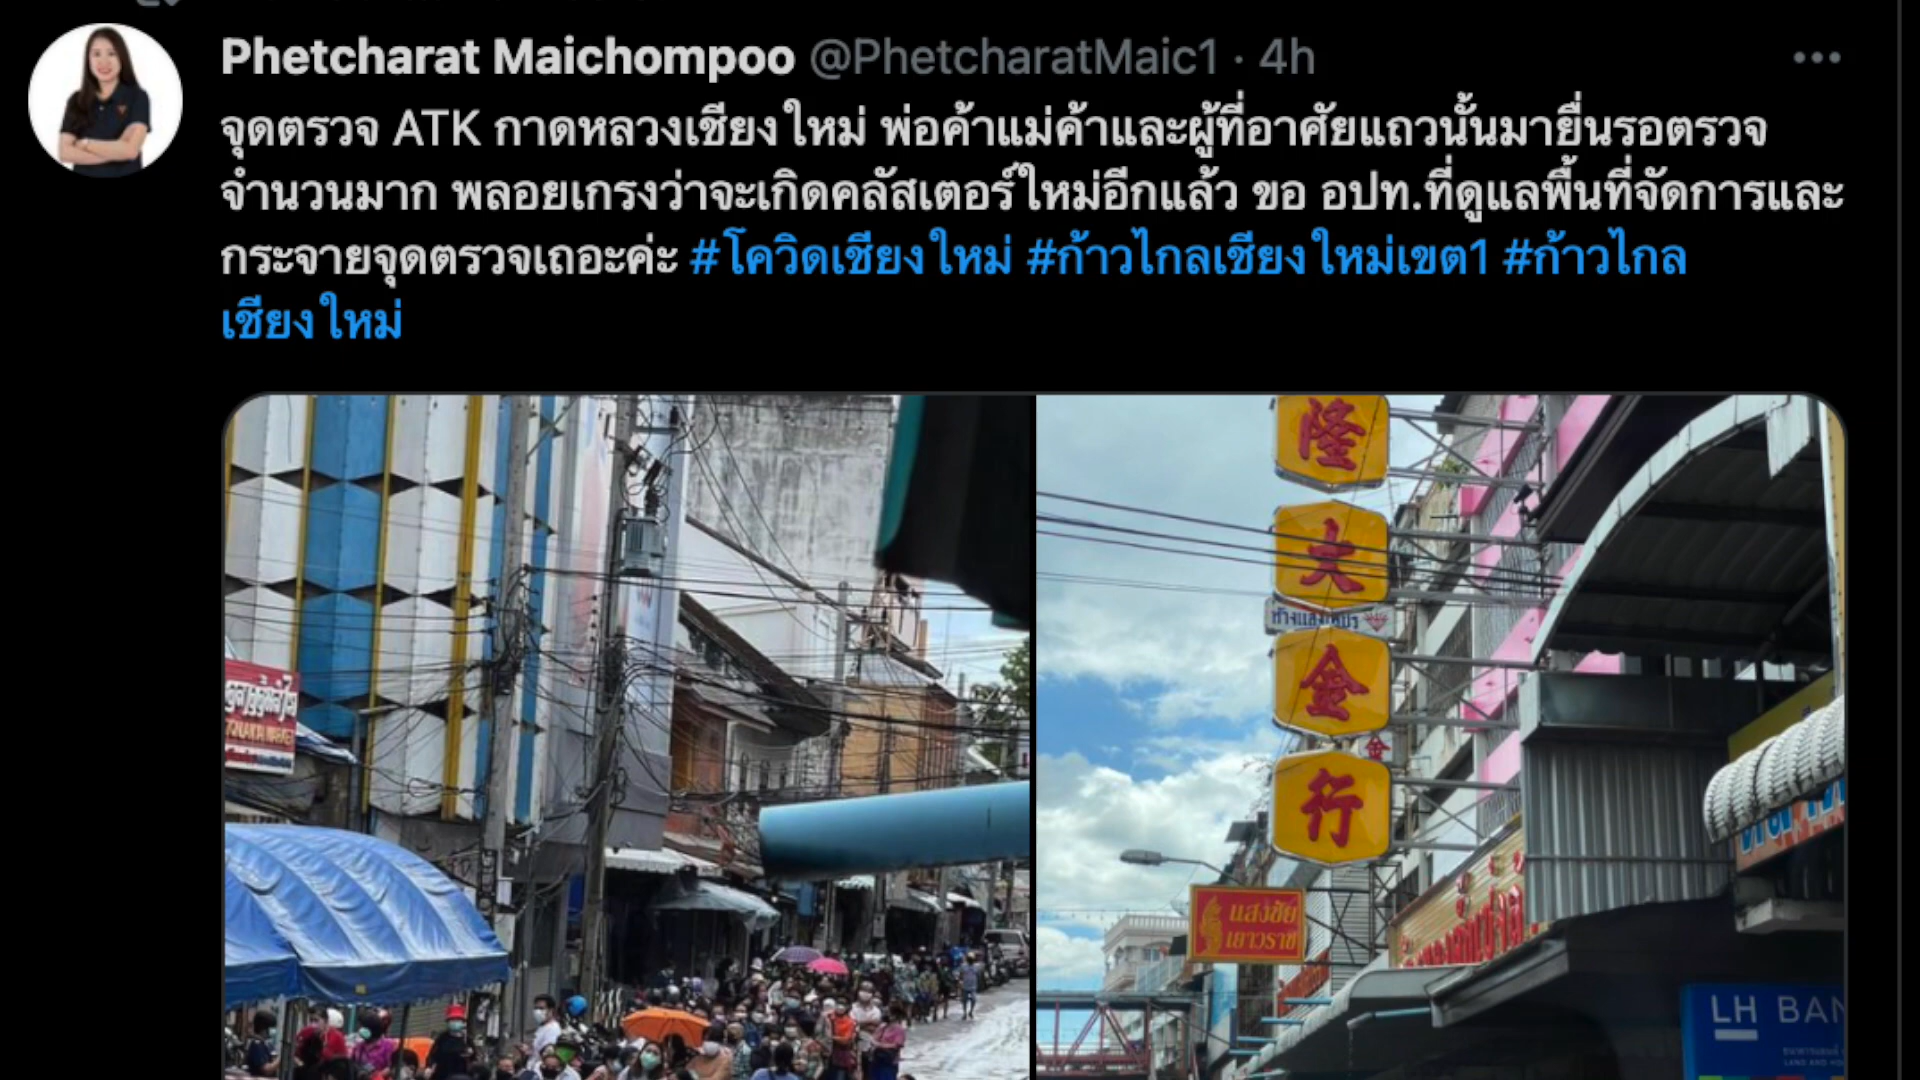 Phetcharat Maichompoo @PhetcharatMaic1 · 4h
จุดตรวจ ATK กาดหลวงเชียงใหม่ พ่อค้าแม่ค้าและผู้ที่อาศัยแถวนั้นมายื่นรอตรวจ
จำนวนมาก พลอยเกรงว่าจะเกิดคลัสเตอร์ใหม่อีกแล้ว ขอ อปท.ที่ดูแลพื้นที่จัดการและ
กระจายจุดตรวจเถอะค่ะ #โควิดเชียงใหม่ #ก้าวไกลเชียงใหม่เขต1 #ก้าวไกล
เชียงใหม่
隆
大
金
行
金
แสงชัย
เยาวราช
LH BAN